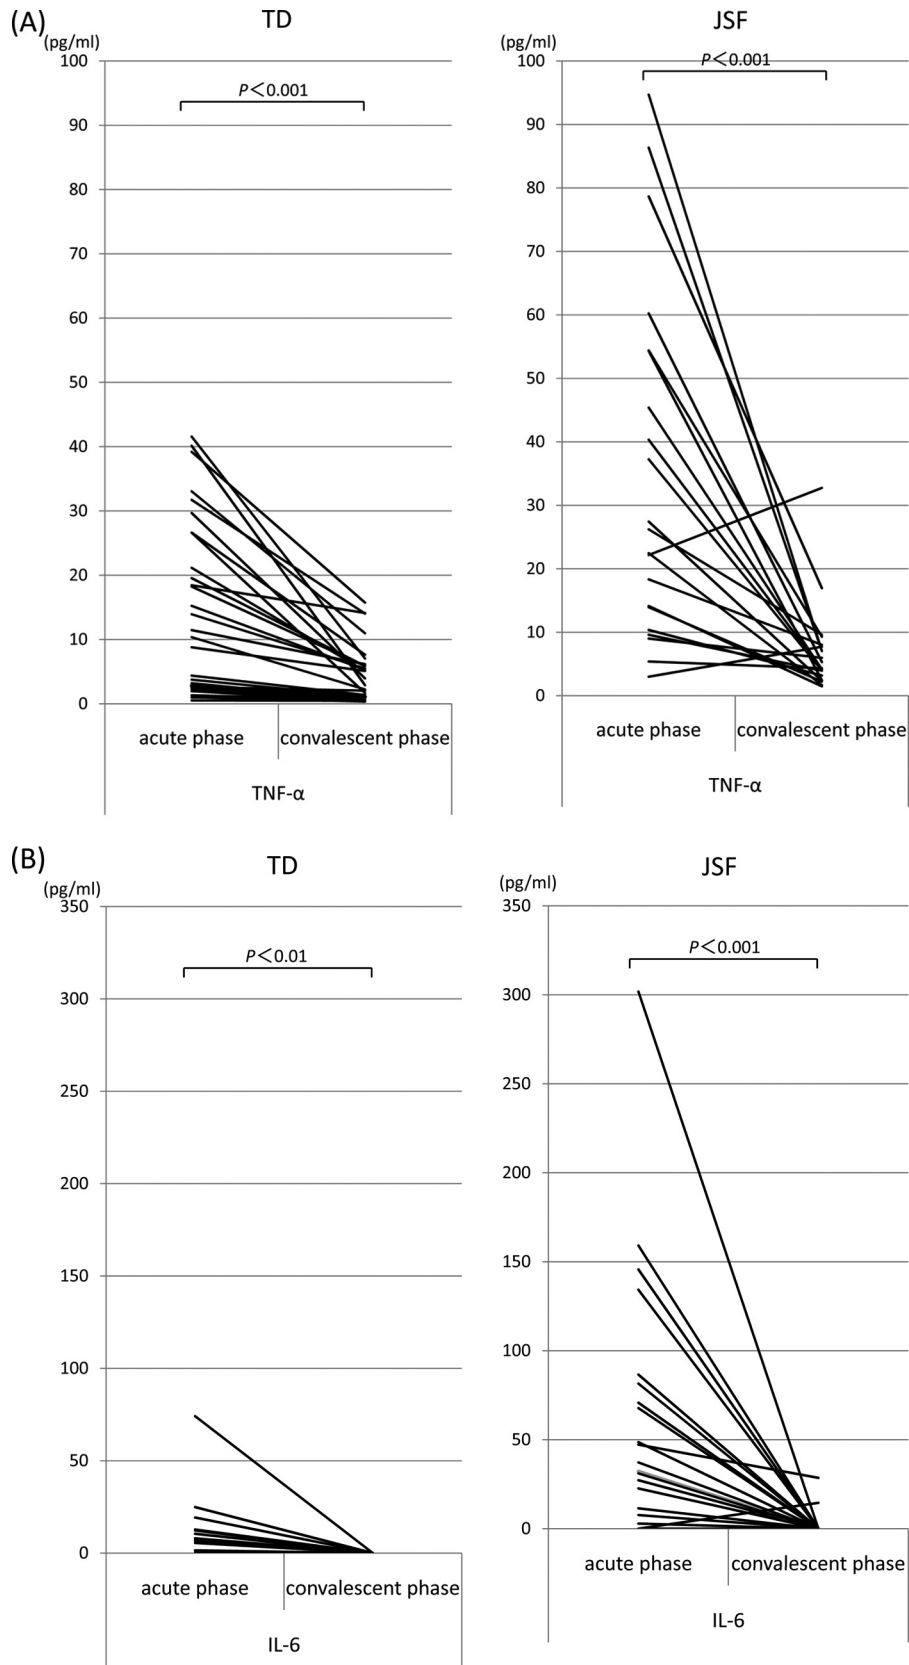 (A)
TD
JSF
(pg/ml)
(pg/ml)
P<0.001
P<0.001
100
90
80
70
60
50
40
30
20
10
0
100
90
80
70
60
50
40
30
20
10
0
acute phase convalescent phase
acute phase convalescent phase
TNF-α
TNF-α
(B)
TD
JSF
(pg/ml)
(pg/ml)
P<0.01
P<0.001
350
300
250
200
150
100
50
0
350
300
250
200
150
100
50
0
acute phase convalescent phase
acute phase convalescent phase
IL-6
IL-6